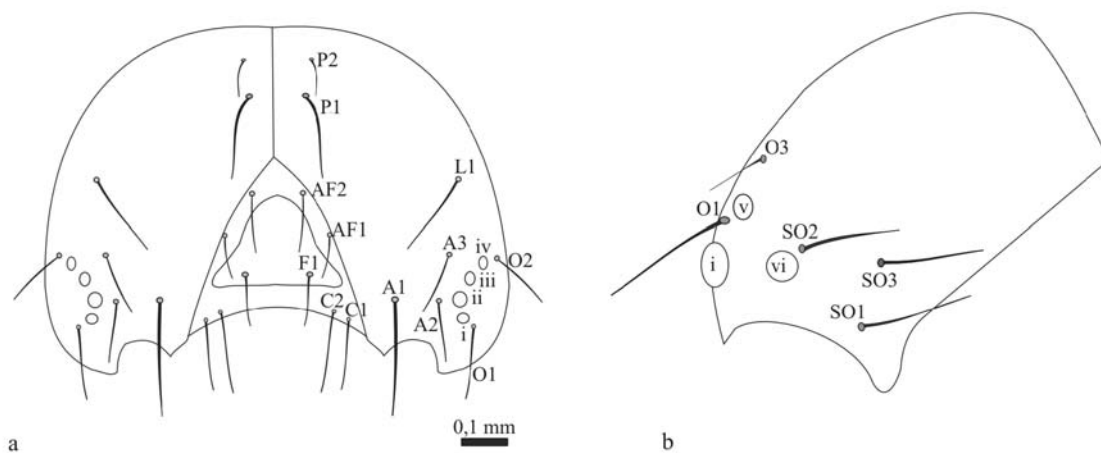 P2
P1
L1
AF2
AF1
A3
iv
O2
F1
iii
A1
ii
C2
C1
A2
i
O1
0,1 mm
a
O3
O1
v
SO2
i
vi
SO3
SO1
b